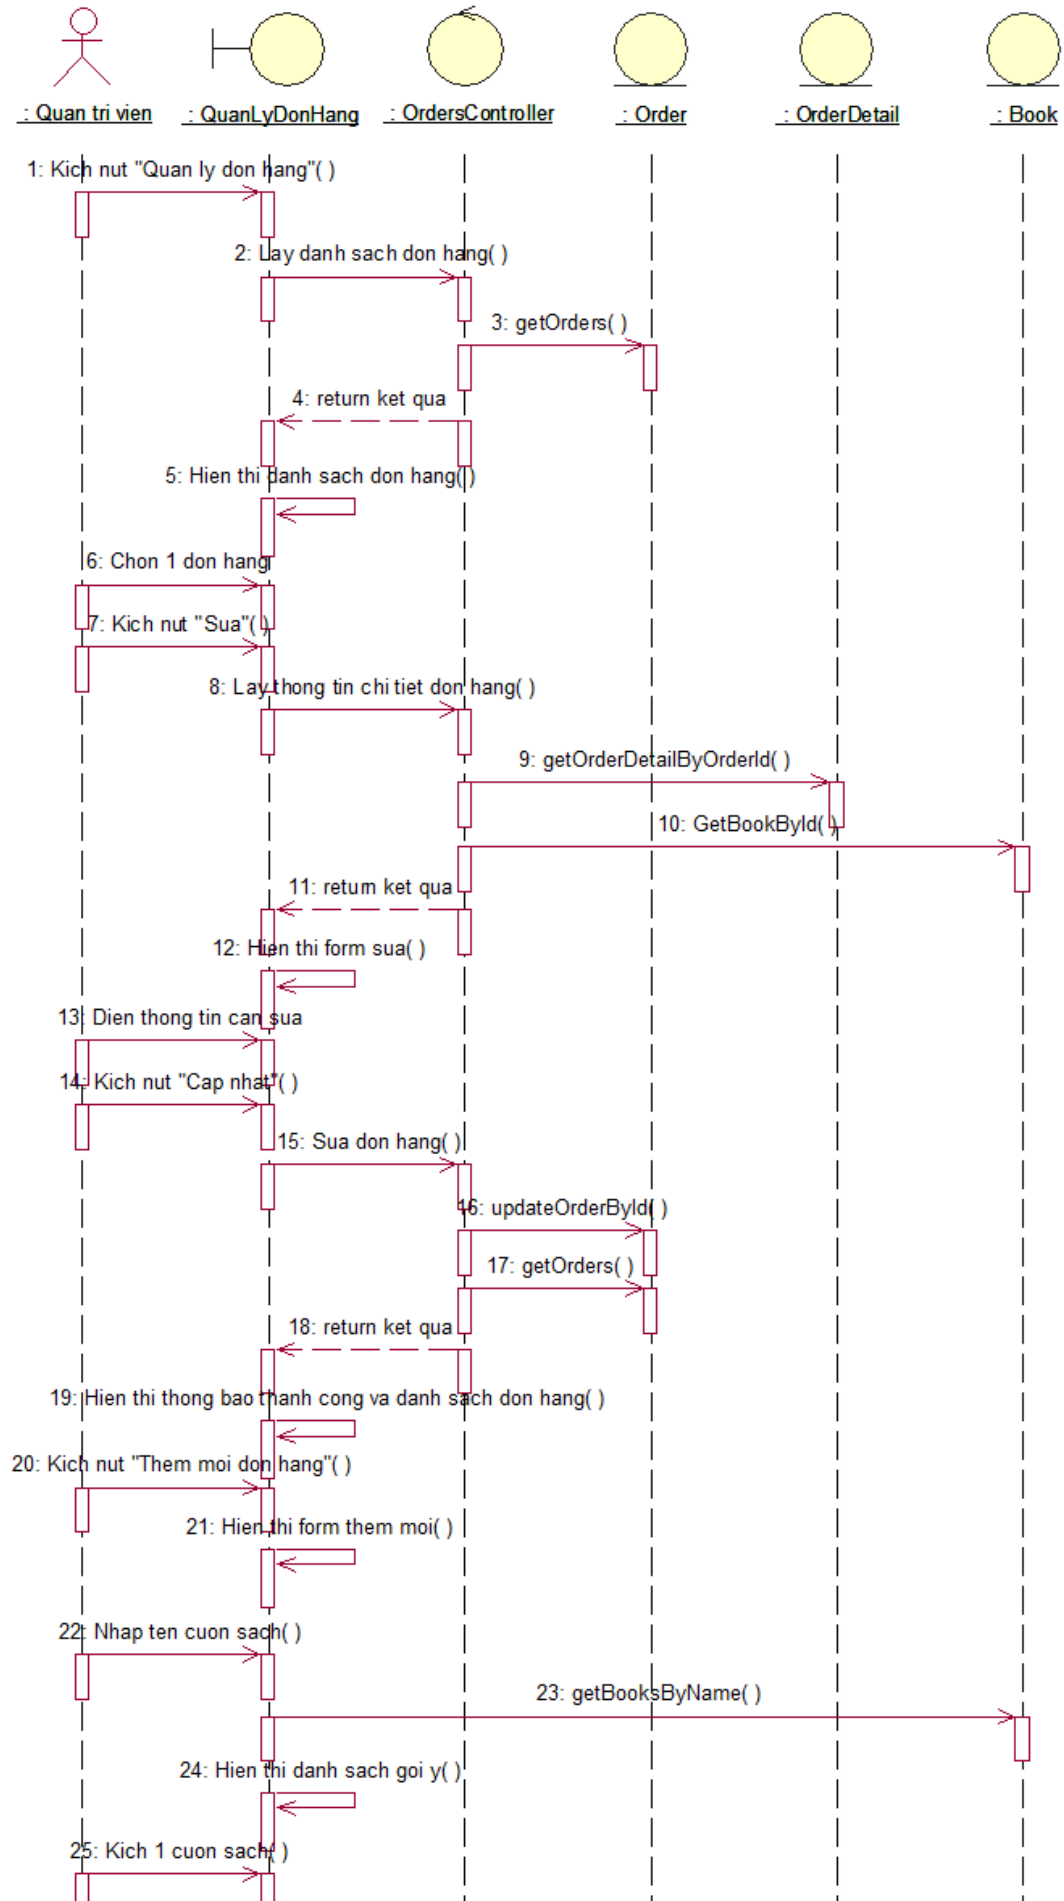 : Quan tri vien
: QuanLyDonHang
: OrdersController
: Order
: OrderDetail
: Book
1: Kich nut "Quan ly don hang"( )
2: Lay danh sach don hang( )
3: getOrders( )
4: return ket qua
5: Hien thi danh sach don hang( )
6: Chon 1 don hang
7: Kich nut "Sua"( )
8: Lay thong tin chi tiet don hang( )
9: getOrderDetailByOrderId( )
10: GetBookById( )
11: return ket qua
12: Hien thi form sua( )
13: Dien thong tin can sua
14: Kich nut "Cap nhat"( )
15: Sua don hang( )
16: updateOrderById( )
17: getOrders( )
18: return ket qua
19: Hien thi thong bao thanh cong va danh sach don hang( )
20: Kich nut "Them moi don hang"( )
21: Hien thi form them moi( )
22: Nhap ten cuon sach( )
23: getBooksByName( )
24: Hien thi danh sach goi y( )
25: Kich 1 cuon sach( )